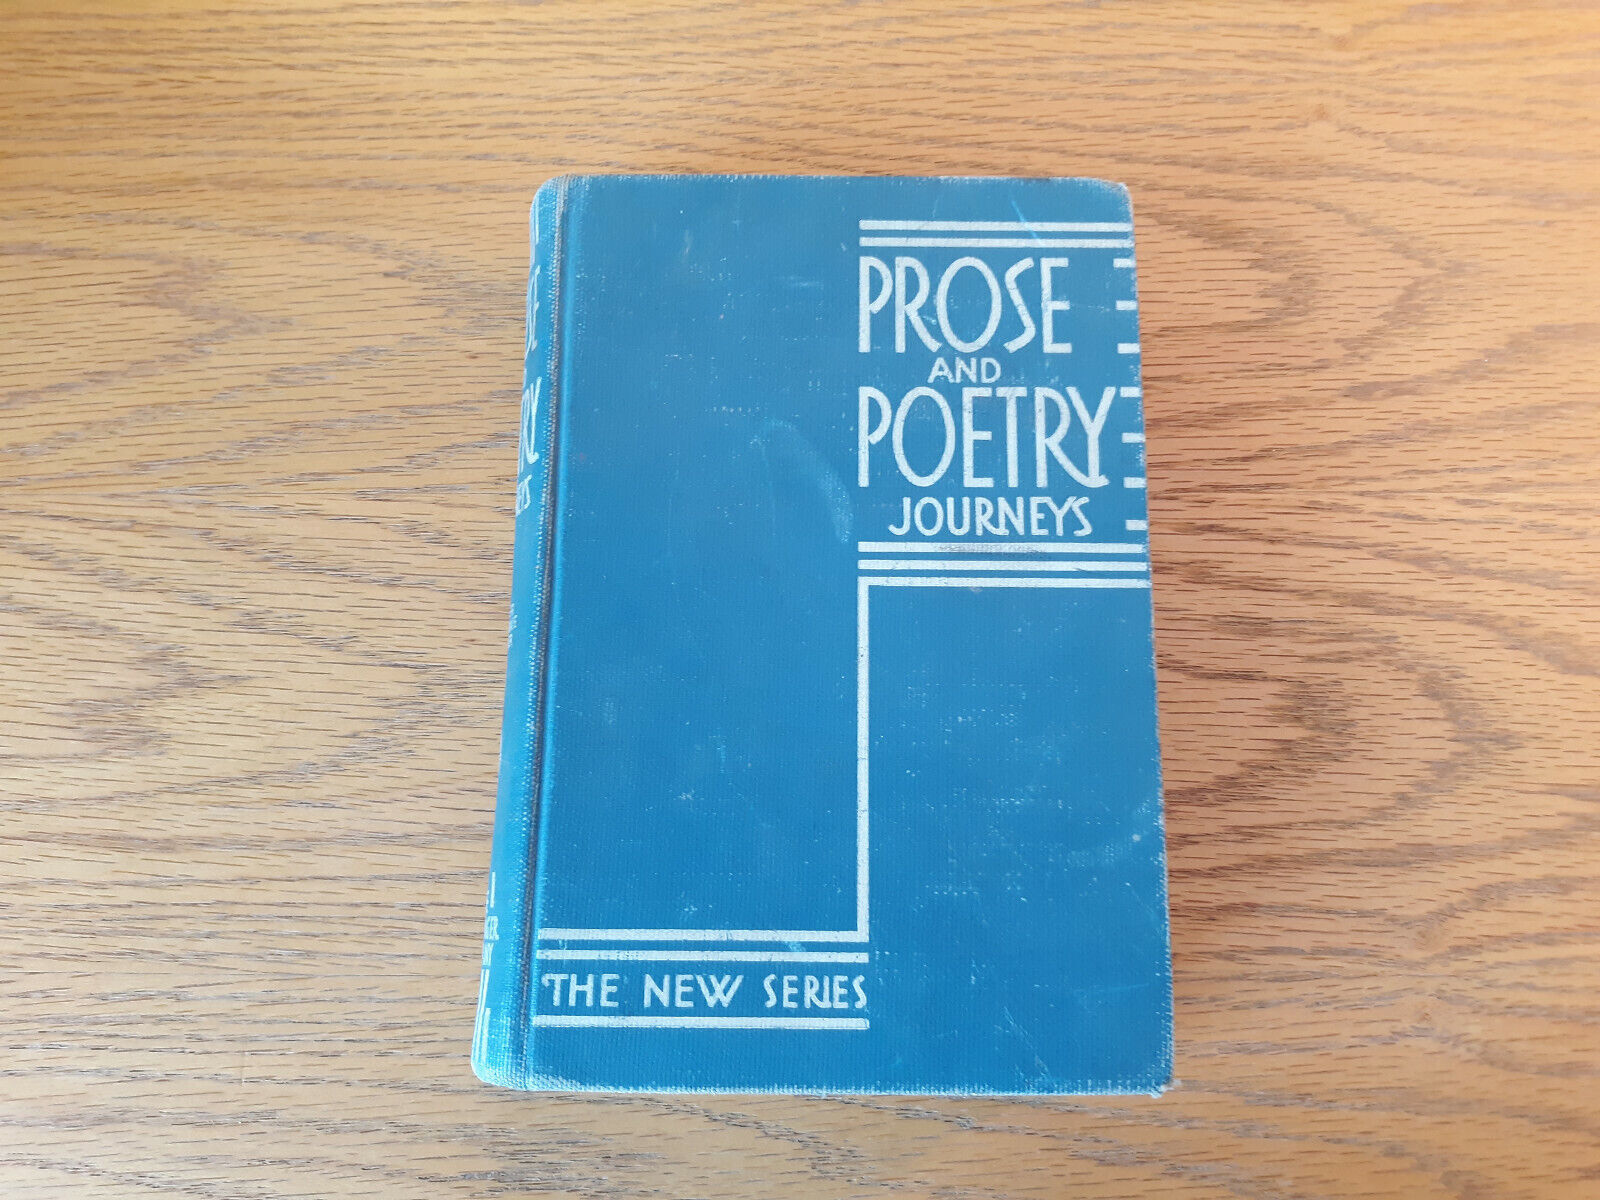 PROSE
AND
POETRY
JOURNEYS
THE NEW SERIES